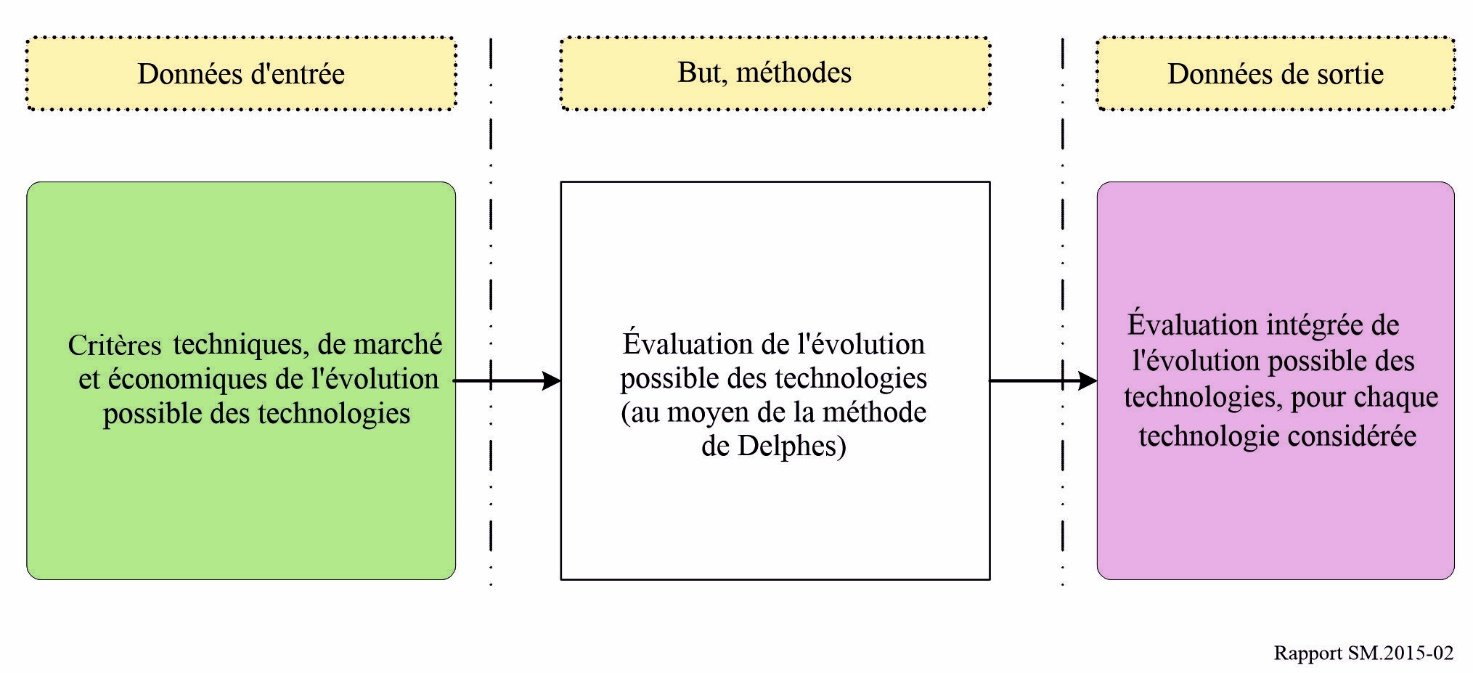 Données d'entrée
But, méthodes
Données de sortie
Critères techniques, de marché
et économiques de l'évolution
possible des technologies
Évaluation de l'évolution
possible des technologies
(au moyen de la méthode
de Delphes)
Évaluation intégrée de
l'évolution possible des
technologies, pour chaque
technologie considérée
Rapport SM.2015-02